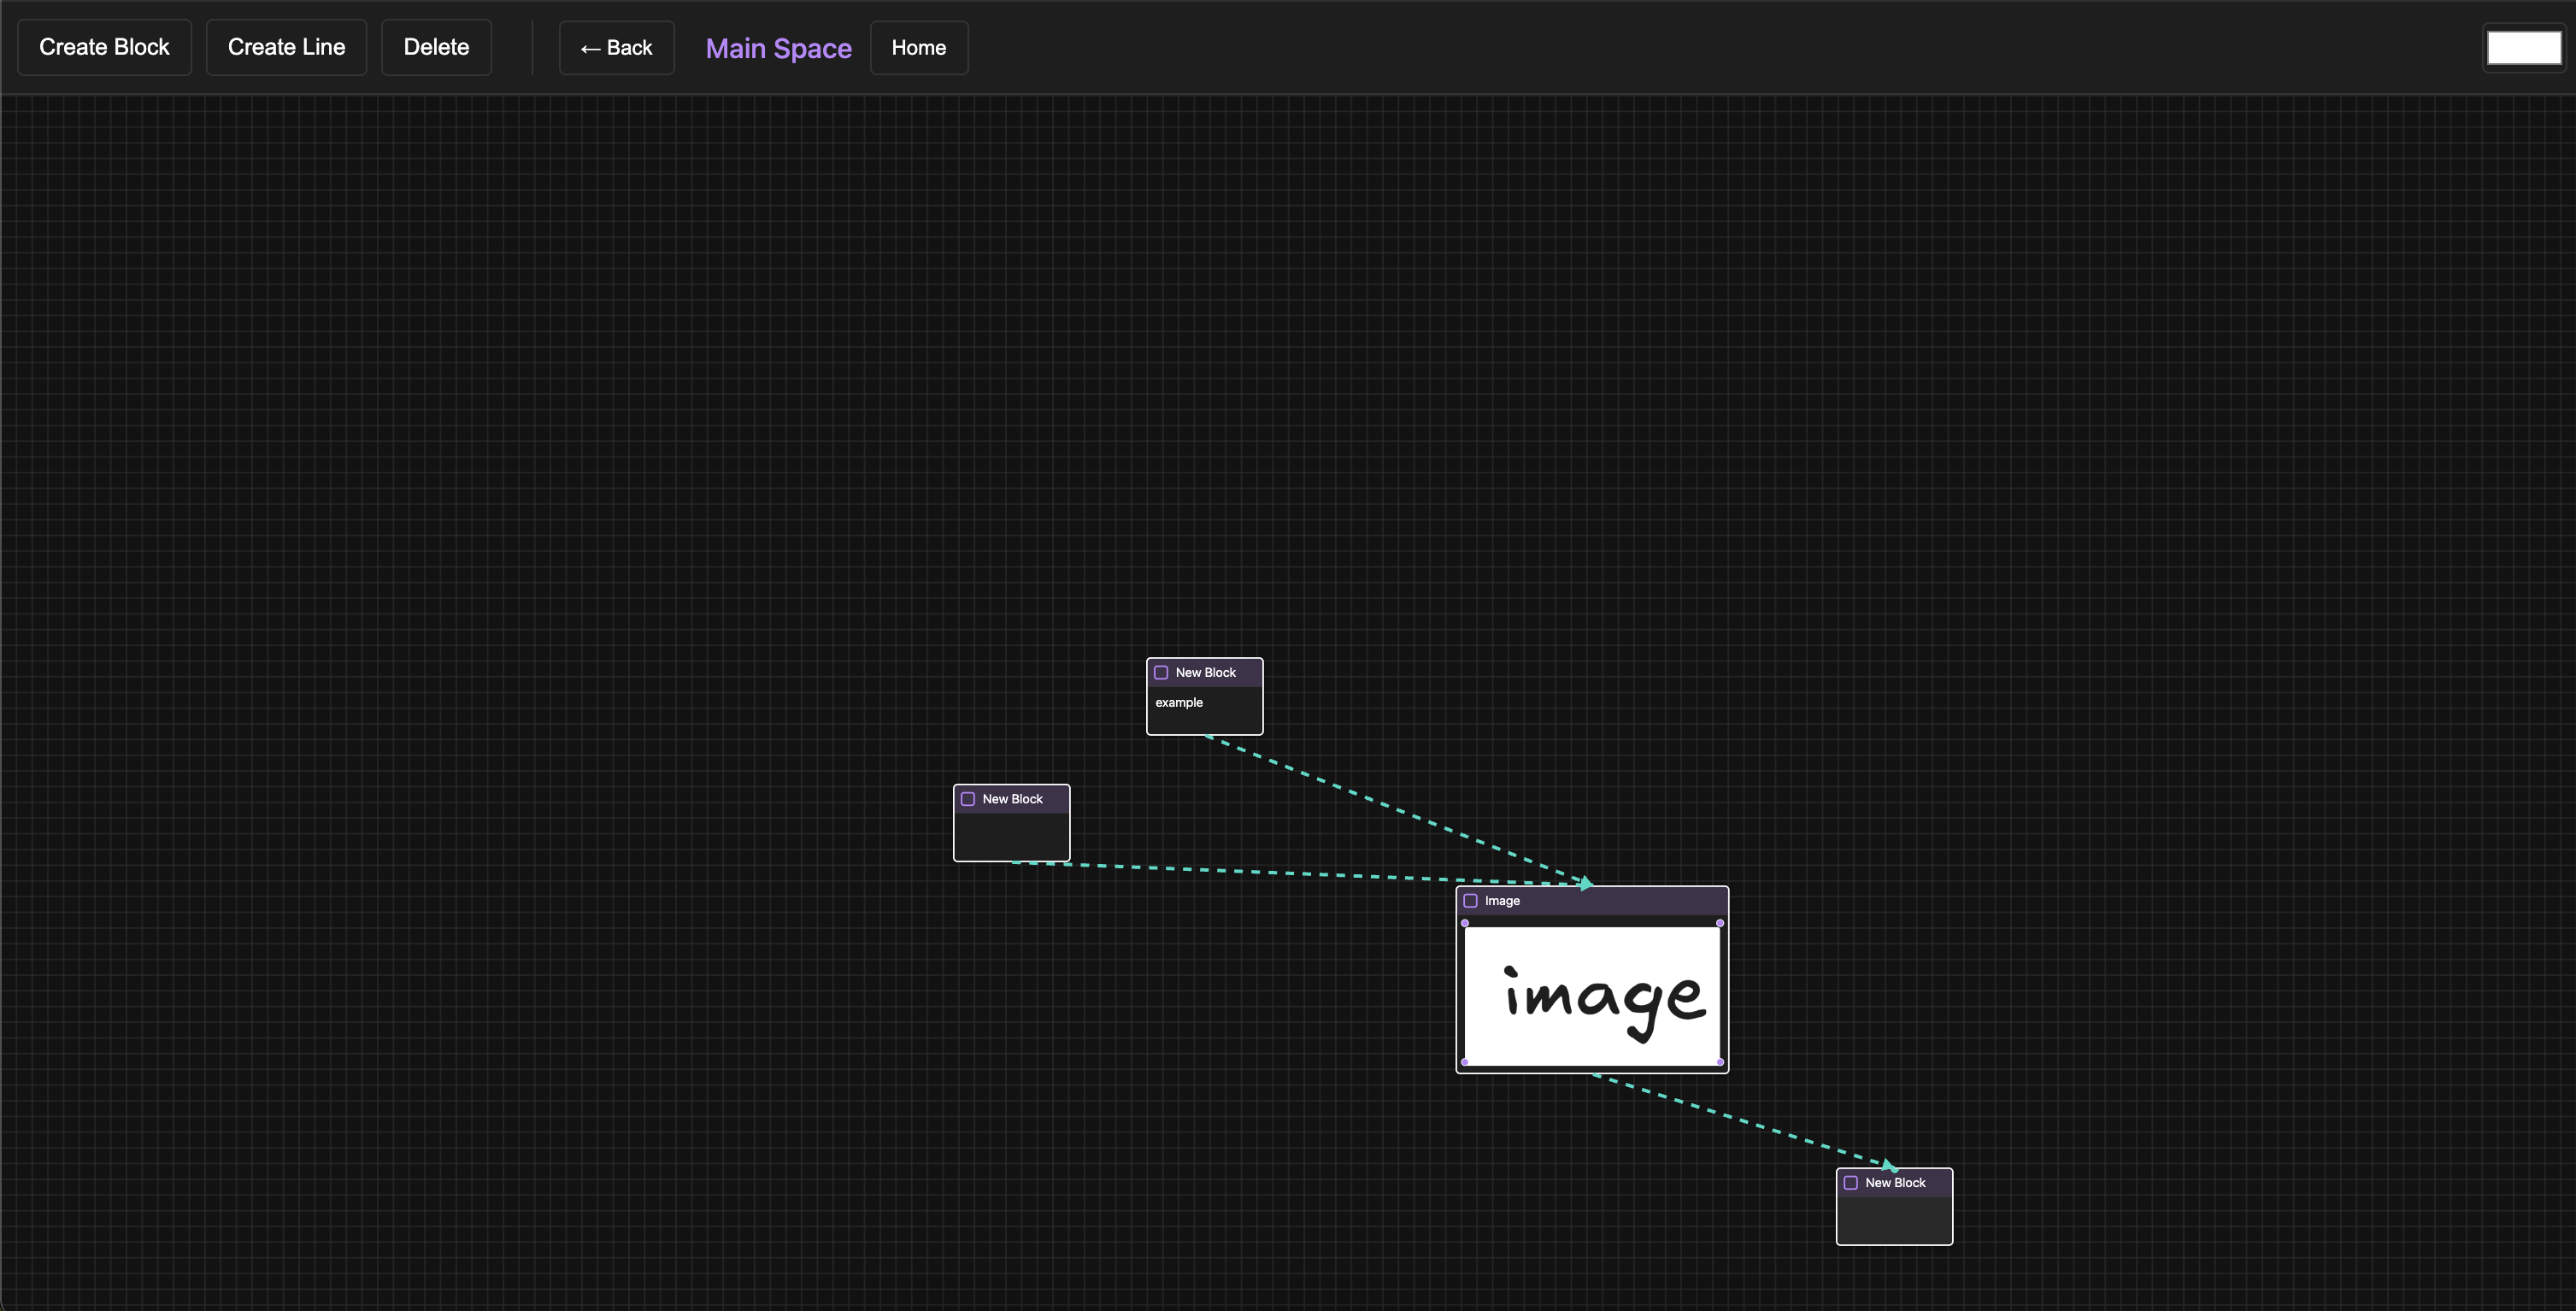 Create Block
Create Line
Delete
← Back
Main Space
Home
New Block
example
New Block
Image
image
New Block